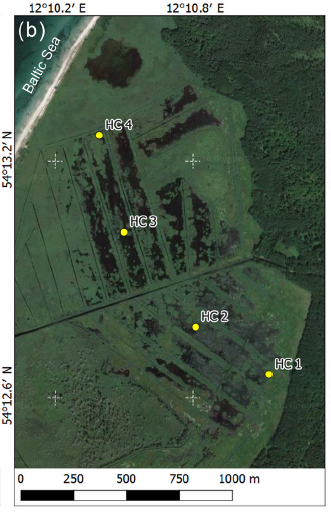 12°10.2′ E 12°10.8′ E
(b)
Baltic Sea
HC 4
54°13.2′ N
HC 3
HC 2
HC 1
54°12.6′ N
0 250 500 750 1000 m